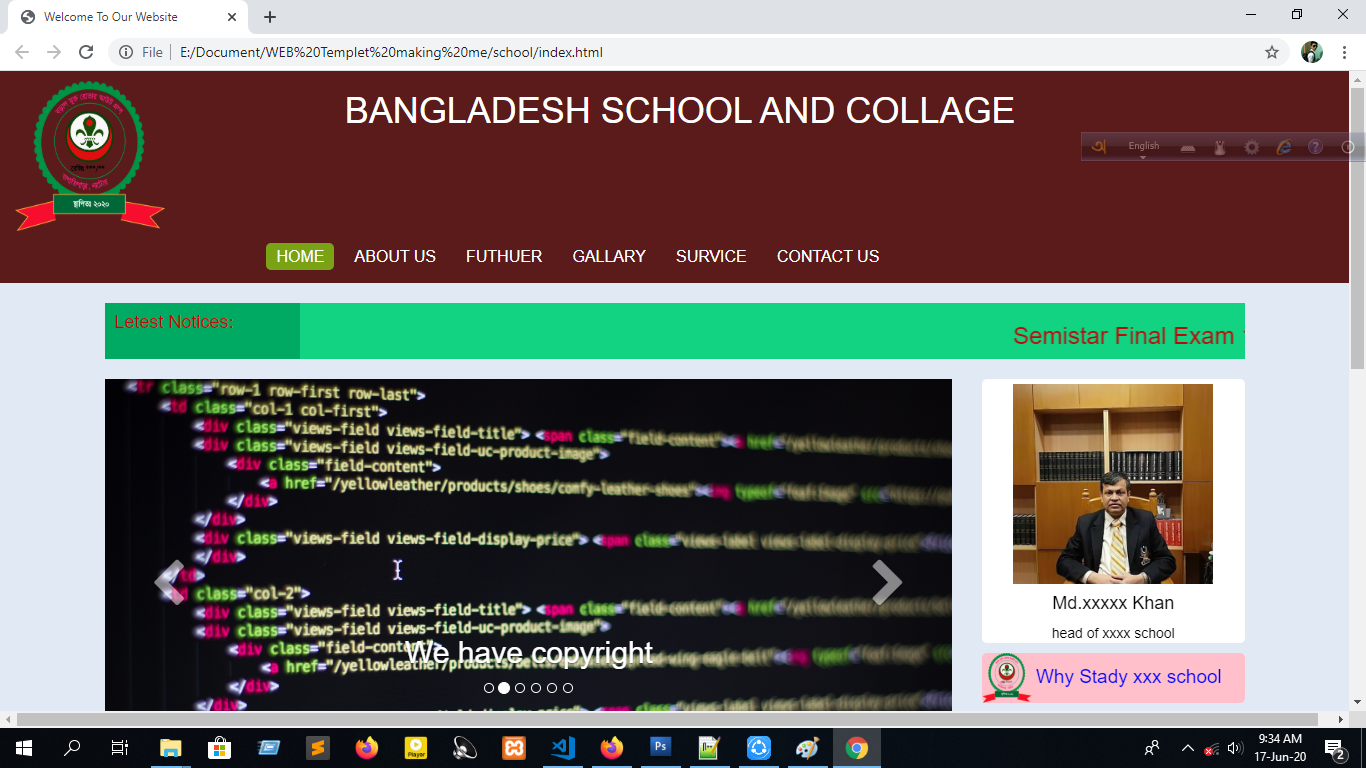 Welcome To Our Website
File
E:/Document/WEB%20Templet%20making%20me/school/index.html
BANGLADESH SCHOOL AND COLLAGE
English
স্থাপিতঃ ২০২০
HOME ABOUT US FUTHUER GALLARY SURVICE CONTACT US
Letest Notices:
Semistar Final Exam
<tr class="row-1 row-first row-last">
<td class="col-1 col-first">
<div class="views-field views-field-title"> <span class="field-content"><a href="/yellowleather
<div class="views-field views-field-uc-product-image">
<div class="field-content">
<a href="/yellowleather/products/shoes/comfy-leather-shoes"><img typeof="foaf:Image"
</div>
</div>
<div class="views-field views-field-display-price"> <span class="views-label views-label-display-price">
</div>
</td>
<td class="col-2">
<div class="views-field views-field-title"> <span class="field-content"><a href="/yellowleather
<div class="views-field views-field-uc-product-image">
<div class="field-content">
We have copyright
<a href="/yellowleather/products/
</div>
</div>
Md.xxxxx Khan
head of xxxx school
Why Stady xxx school
Player
Ps
9:34 AM
17-Jun-20
2